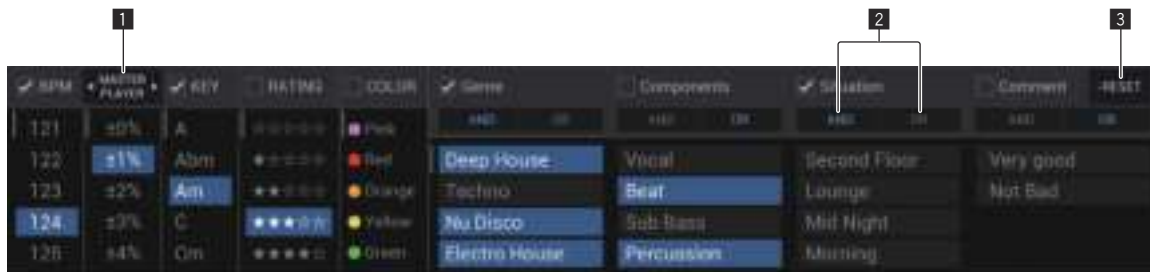 1 2 3
BPM MASTER PLAYER KEY RATING COLOR Genre Components Situation Comment RESET
AND OR AND OR AND OR AND OR
121 ±0% A Pink
122 ±1% Abm Red Deep House Vocal Second Floor Very good
123 ±2% Am Orange Techno Beat Lounge Not Bad
124 ±3% C Yellow Nu Disco Sub Bass Mid Night
125 ±4% Cm Green Electro House Percussion Morning